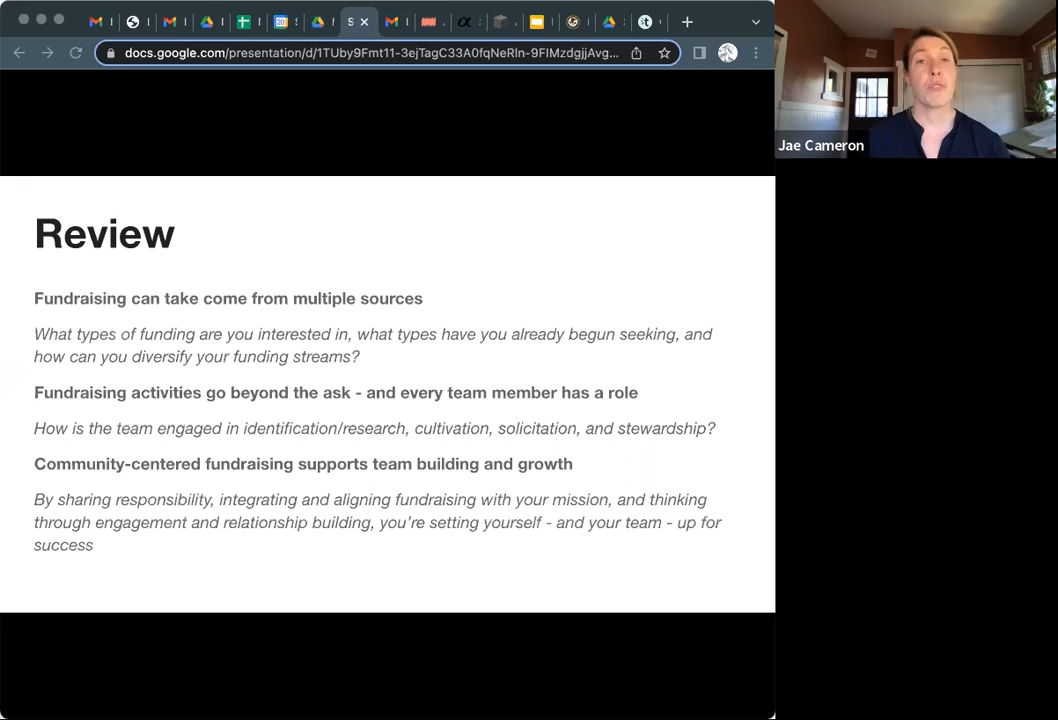 docs.google.com/presentation/d/1TUby9Fmt11-3ejTagC33A0fqNeRln-9FIMzdgjjAvg...
Jae Cameron
Review
Fundraising can take come from multiple sources
What types of funding are you interested in, what types have you already begun seeking, and
how can you diversify your funding streams?
Fundraising activities go beyond the ask - and every team member has a role
How is the team engaged in identification/research, cultivation, solicitation, and stewardship?
Community-centered fundraising supports team building and growth
By sharing responsibility, integrating and aligning fundraising with your mission, and thinking
through engagement and relationship building, you're setting yourself - and your team - up for
success